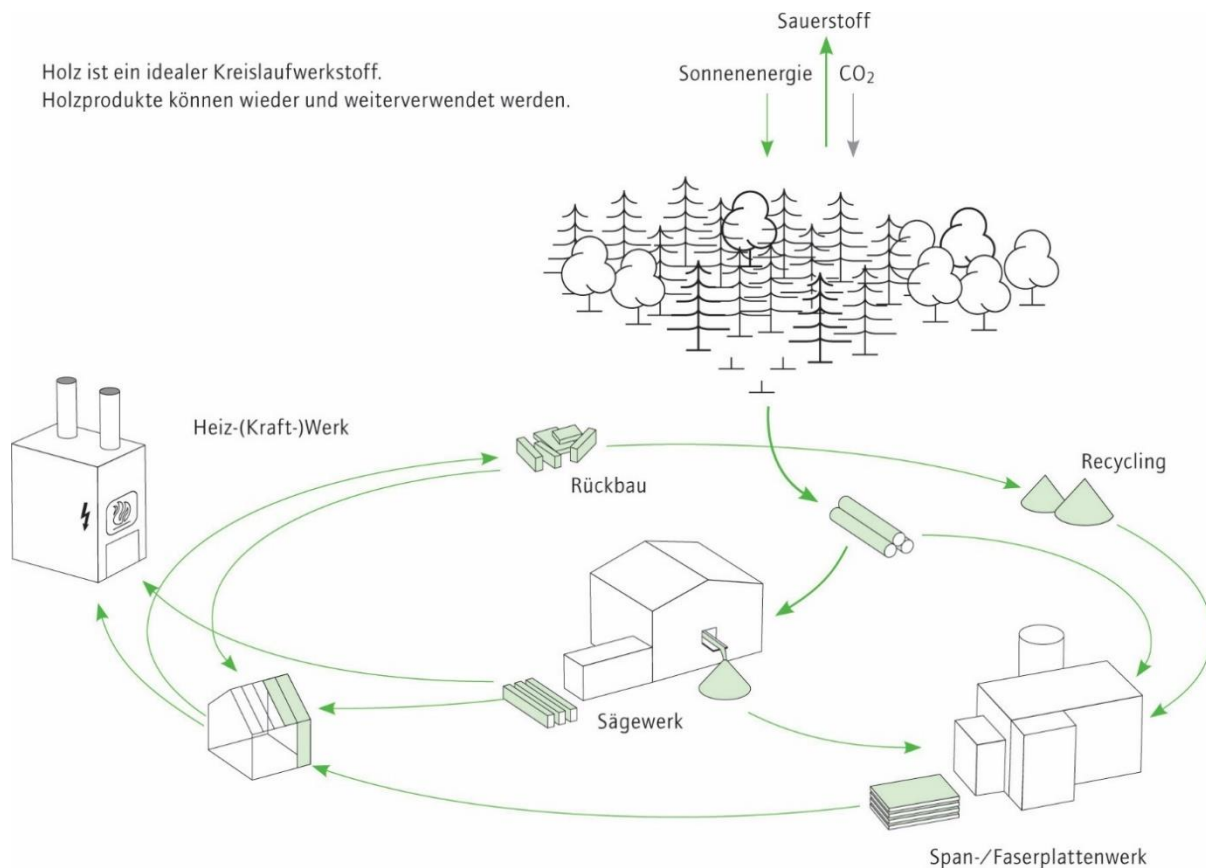 Sauerstoff
Holz ist ein idealer Kreislaufwerkstoff.
Holzprodukte können wieder und weiterverwendet werden.
Sonnenenergie
CO₂
Heiz-(Kraft-)Werk
Rückbau
Recycling
Sägewerk
Span-/Faserplattenwerk